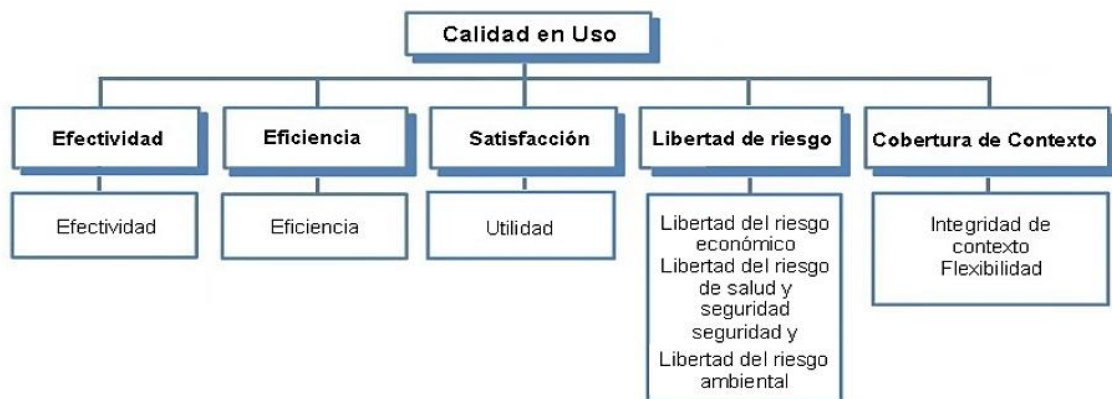 Calidad en Uso
Efectividad
Eficiencia
Satisfacción
Libertad de riesgo
Cobertura de Contexto
Efectividad
Eficiencia
Utilidad
Libertad del riesgo
económico
Libertad del riesgo
de salud y
seguridad
seguridad y
Libertad del riesgo
ambiental
Integridad de
contexto
Flexibilidad